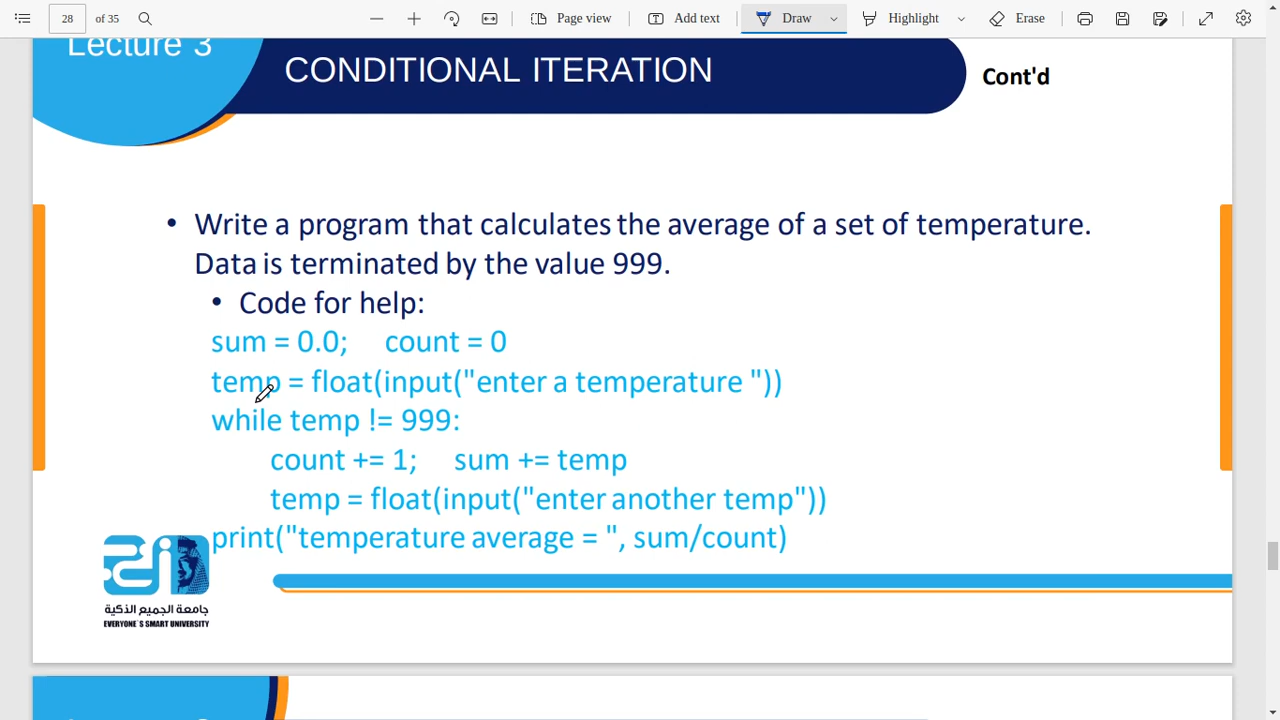 28 of 35 Page view Add text Draw Highlight Erase
Lecture 3
CONDITIONAL ITERATION
Cont'd
• Write a program that calculates the average of a set of temperature.
Data is terminated by the value 999.
• Code for help:
sum = 0.0; count = 0
temp = float(input("enter a temperature "))
while temp != 999:
count += 1; sum += temp
temp = float(input("enter another temp"))
print("temperature average = ", sum/count)
جامعة الجميع الذكية
EVERYONE`S SMART UNIVERSITY